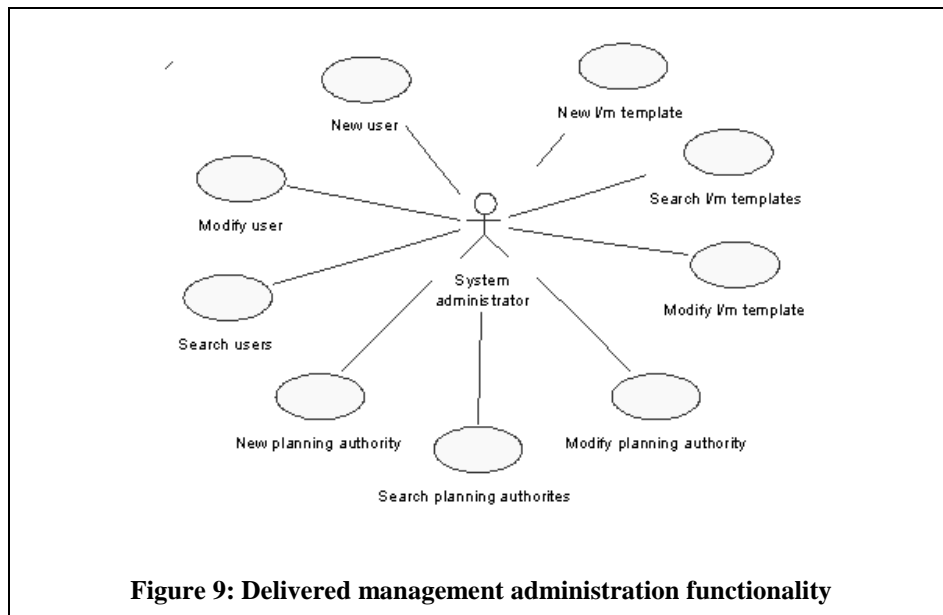 New user
New l/m template
Search l/m templates
Modify user
Modify l/m template
System
administrator
Search users
New planning authority
Modify planning authority
Search planning authorites
Figure 9: Delivered management administration functionality